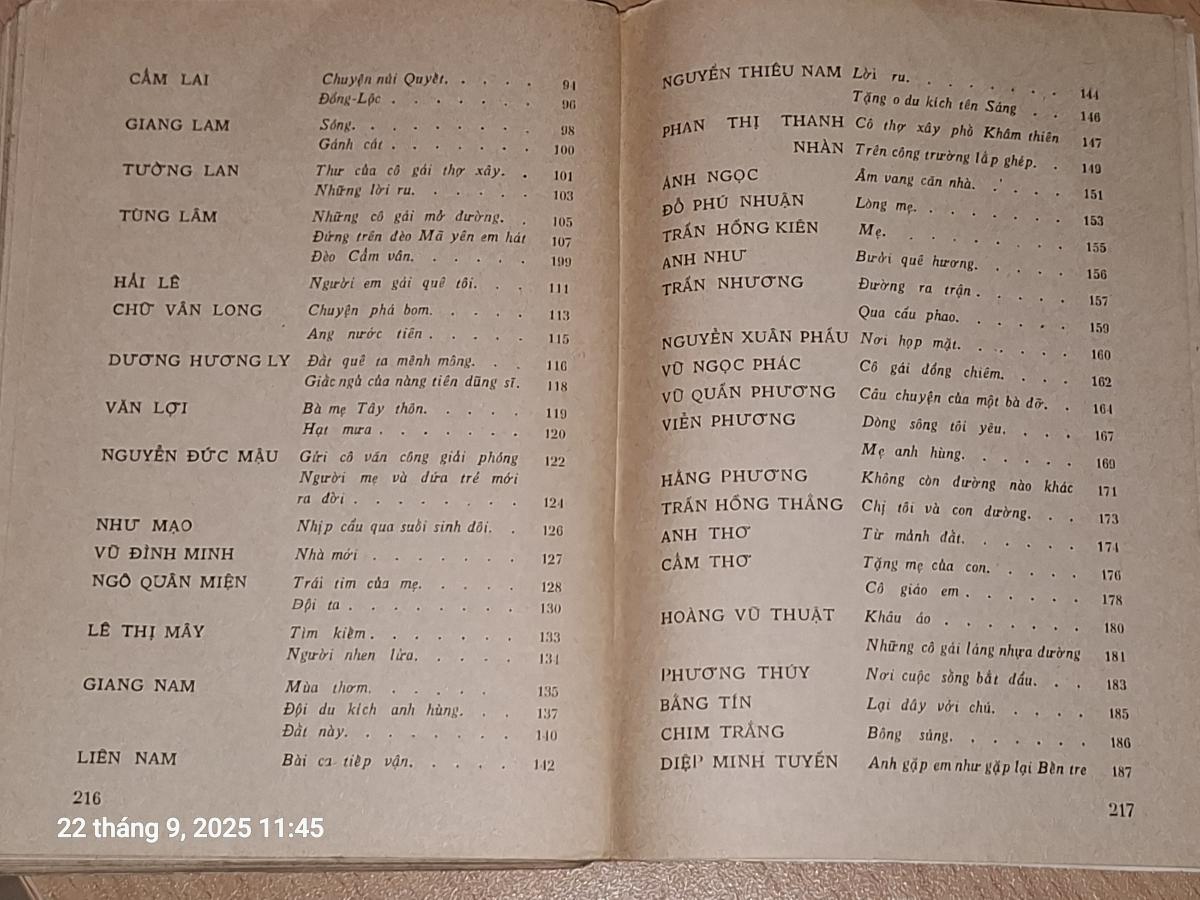 CẨM LAI Chuyện núi Quyết. . . . . 94
Đồng-Lộc . . . . . . . 96
GIANG LAM Sóng. . . . . . . . . 98
Gánh cát . . . . . . . 100
TƯỜNG LAN Thư của cô gái thợ xây. . 101
Những lời ru. . . . . . 103
TÙNG LÂM Những cô gái mở đường. . 105
Đứng trên đèo Mã yên em hát 107
Đèo Cẩm vân. . . . . . 199
HẢI LÊ Người em gái quê tôi. . . 111
CHỮ VĂN LONG Chuyện phá bom. . . . . 113
Ang nước tiên . . . . . 115
DƯƠNG HƯƠNG LY Đất quê ta mênh mông. . . 116
Giấc ngủ của nàng tiên dũng sĩ. 118
VĂN LỢI Bà mẹ Tây thôn. . . . . 119
Hạt mưa . . . . . . . 120
NGUYỄN ĐỨC MẬU Gửi cô văn công giải phóng 122
Người mẹ và đứa trẻ mới
ra đời . . . . . . . . 124
NHƯ MẠO Nhịp cầu qua suối sinh đôi. . 126
VŨ ĐÌNH MINH Nhà mới . . . . . . . 127
NGÔ QUÂN MIỆN Trái tim của mẹ. . . . . 128
Đội ta . . . . . . . . 130
LÊ THỊ MÂY Tìm kiếm. . . . . . . 133
Người nhen lửa. . . . . 134
GIANG NAM Mùa thơm. . . . . . 135
Đội du kích anh hùng. . . 137
Đất này. . . . . . . . 140
LIÊN NAM Bài ca tiếp vận. . . . . 142
216
NGUYỄN THIỀU NAM Lời ru. . . . . . . 144
Tặng o du kích tên Sáng . . 146
PHAN THỊ THANH Cô thợ xây phố Khâm thiên 147
NHÀN Trên công trường lắp ghép. . 149
ÁNH NGỌC Âm vang căn nhà. . . . . 151
ĐỖ PHÚ NHUẬN Lòng mẹ. . . . . . . 153
TRẦN HỒNG KIÊN Mẹ. . . . . . . . . 155
ANH NHƯ Bưởi quê hương. . . . . 156
TRẦN NHƯƠNG Đường ra trận . . . . . 157
Qua cầu phao. . . . . . 159
NGUYỄN XUÂN PHẦU Nơi họp mặt. . . . . . 160
VŨ NGỌC PHÁC Cô gái đồng chiêm. . . . 162
VŨ QUẦN PHƯƠNG Câu chuyện của một bà đỡ. . 164
VIỄN PHƯƠNG Dòng sông tôi yêu. . . . 167
Mẹ anh hùng. . . . . . 169
HẰNG PHƯƠNG Không còn đường nào khác 171
TRẦN HỒNG THẮNG Chị tôi và con đường. . . 173
ANH THƠ Từ mảnh đất. . . . . . 174
CẨM THƠ Tặng mẹ của con. . . . . 176
Cô giáo em . . . . . . 178
HOÀNG VŨ THUẬT Khâu áo . . . . . . . 180
Những cô gái láng nhựa đường 181
PHƯƠNG THÚY Nơi cuộc sống bắt đầu. . . 183
BẰNG TÍN Lại đây với chú. . . . . 185
CHIM TRẮNG Bông súng. . . . . . . 186
DIỆP MINH TUYỀN Anh gặp em như gặp lại Bến tre 187
217
22 tháng 9, 2025 11:45